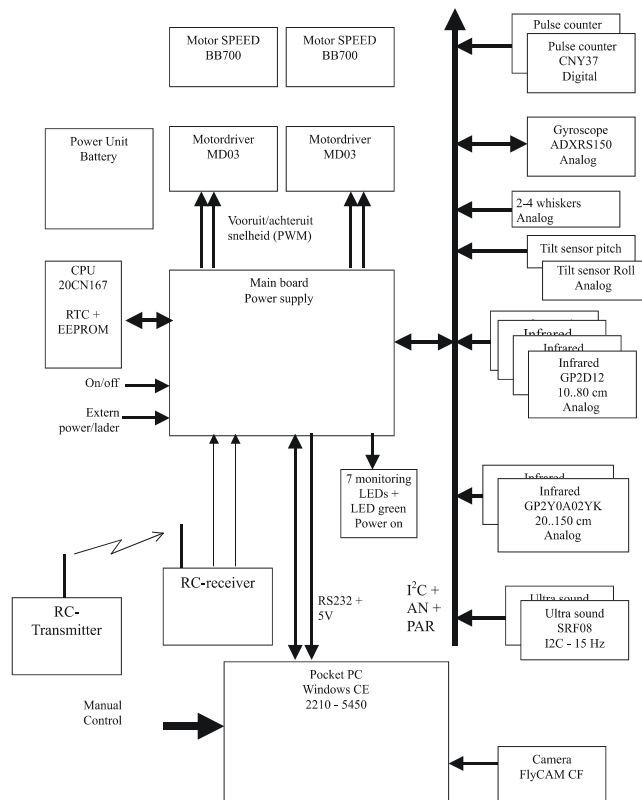 Motor SPEED
BB700
Motor SPEED
BB700
Pulse counter
Pulse counter
CNY37
Digital
Power Unit
Battery
Motordriver
MD03
Motordriver
MD03
Gyroscope
ADXRS150
Analog
2-4 whiskers
Analog
Vooruit/achteruit
snelheid (PWM)
Tilt sensor pitch
Tilt sensor Roll
Analog
CPU
20CN167
RTC +
EEPROM
Main board
Power supply
Infrared
Infrared
Infrared
GP2D12
10..80 cm
Analog
On/off
Extern
power/lader
7 monitoring
LEDs +
LED green
Power on
Infrared
Infrared
GP2Y0A02YK
20..150 cm
Analog
RC-receiver
RC-
Transmitter
RS232 +
5V
I²C +
AN +
PAR
Ultra sound
Ultra sound
SRF08
I2C - 15 Hz
Pocket PC
Windows CE
2210 - 5450
Manual
Control
Camera
FlyCAM CF